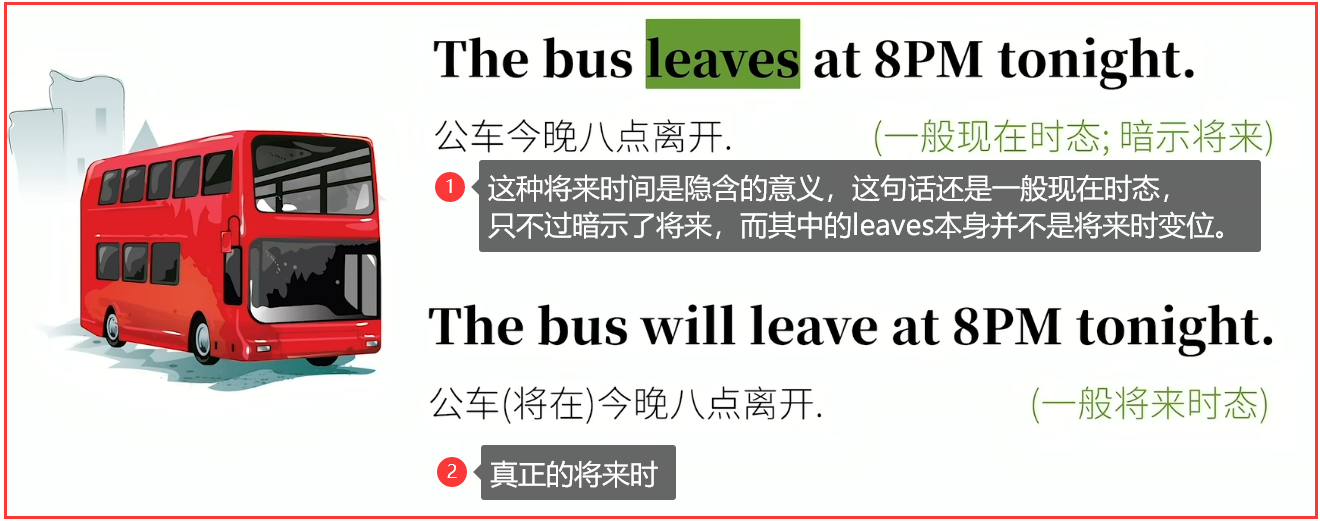 The bus leaves at 8PM tonight.
公车今晚八点离开. (一般现在时态; 暗示将来)
1 这种将来时间是隐含的意义，这句话还是一般现在时态，
只不过暗示了将来，而其中的leaves本身并不是将来时变位。
The bus will leave at 8PM tonight.
公车(将在)今晚八点离开. (一般将来时态)
2 真正的将来时